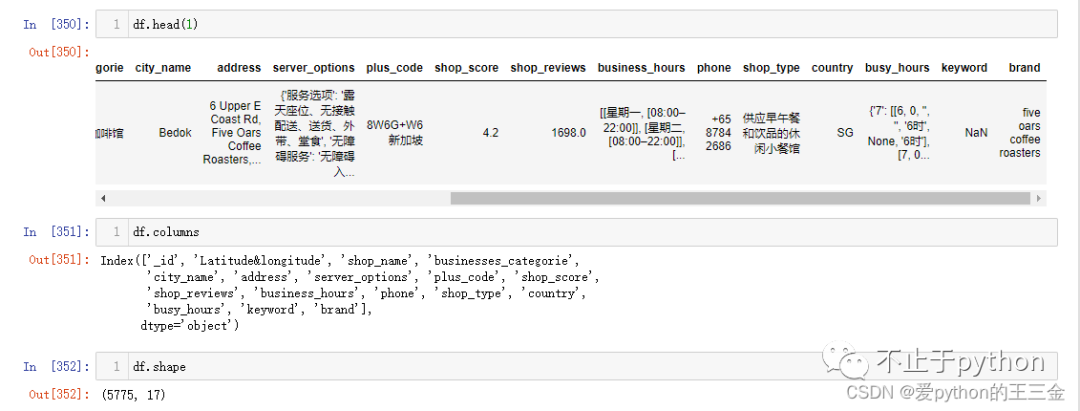 In [350]: 1 df.head(1)
Out[350]:
gorie city_name address server_options plus_code shop_score shop_reviews business_hours phone shop_type country busy_hours keyword brand
咖啡馆 Bedok 6 Upper E Coast Rd, Five Oars Coffee Roasters,... {'服务选项': '露天座位、无接触配送、送货、外带、堂食', '无障碍服务': '无障碍入... 8W6G+W6 新加坡 4.2 1698.0 [[星期一, [08:00–22:00]], [星期二, [08:00–22:00]], [... +65 8784 2686 供应早午餐和饮品的休闲小餐馆 SG {'7': [[6, 0, '', '', '6时', None, '6时'], [7, 0... NaN five oars coffee roasters
In [351]: 1 df.columns
Out[351]: Index(['_id', 'Latitude&longitude', 'shop_name', 'businesses_categorie',
'city_name', 'address', 'server_options', 'plus_code', 'shop_score',
'shop_reviews', 'business_hours', 'phone', 'shop_type', 'country',
'busy_hours', 'keyword', 'brand'],
dtype='object')
In [352]: 1 df.shape
Out[352]: (5775, 17)
不止于python
CSDN @爱python的王三金